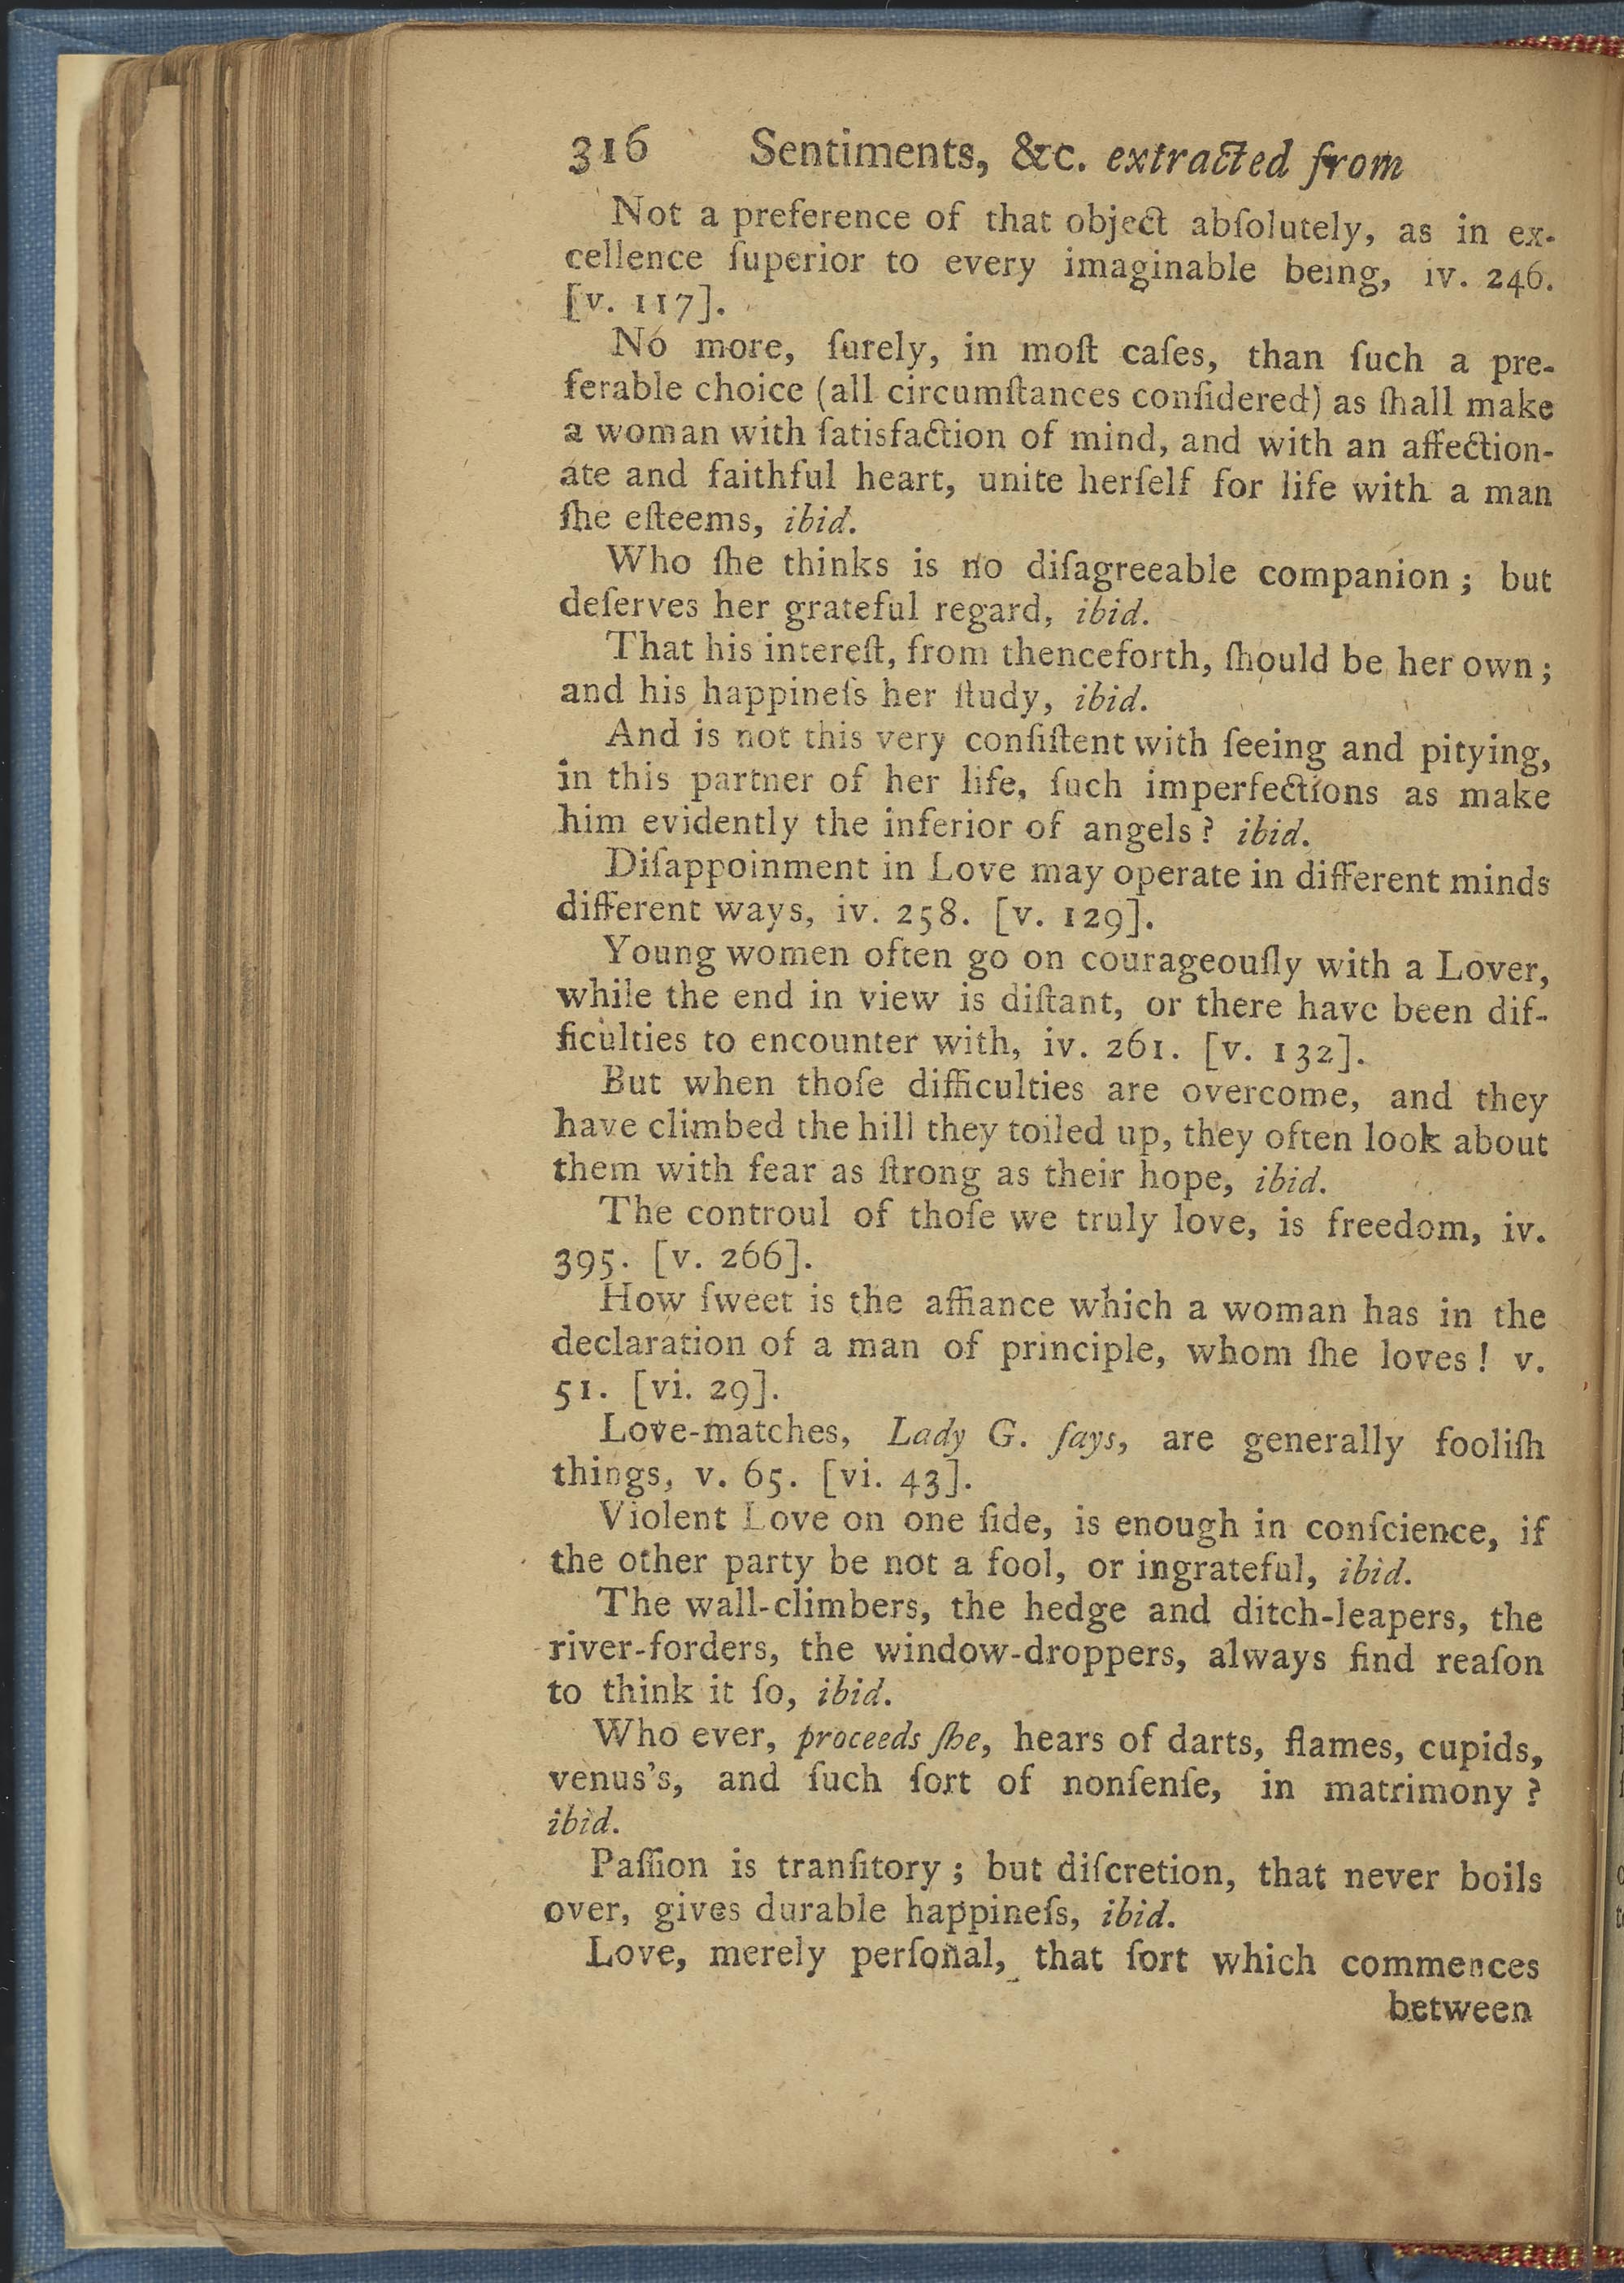 316 Sentiments, &c. extracted from
Not a preference of that object abſolutely, as in ex-
cellence ſuperior to every imaginable being, iv. 246.
[v. 117].
No more, ſurely, in moſt caſes, than ſuch a pre-
ferable choice (all circumſtances conſidered) as ſhall make
a woman with ſatisfaction of mind, and with an affection-
ate and faithful heart, unite herſelf for life with a man
ſhe eſteems, ibid.
Who ſhe thinks is no diſagreeable companion; but
deſerves her grateful regard, ibid.
That his intereſt, from thenceforth, ſhould be her own;
and his happineſs her ſtudy, ibid.
And is not this very conſiſtent with ſeeing and pitying,
in this partner of her life, ſuch imperfections as make
him evidently the inferior of angels? ibid.
Diſappoinment in Love may operate in different minds
different ways, iv. 258. [v. 129].
Young women often go on courageouſly with a Lover,
while the end in view is diſtant, or there have been dif-
ficulties to encounter with, iv. 261. [v. 132].
But when thoſe difficulties are overcome, and they
have climbed the hill they toiled up, they often look about
them with fear as ſtrong as their hope, ibid.
The controul of thoſe we truly love, is freedom, iv.
395. [v. 266].
How ſweet is the affiance which a woman has in the
declaration of a man of principle, whom ſhe loves! v.
51. [vi. 29].
Love-matches, Lady G. ſays, are generally fooliſh
things, v. 65. [vi. 43].
Violent Love on one ſide, is enough in conſcience, if
the other party be not a fool, or ingrateful, ibid.
The wall-climbers, the hedge and ditch-leapers, the
river-forders, the window-droppers, always find reaſon
to think it ſo, ibid.
Who ever, proceeds ſhe, hears of darts, flames, cupids,
venus's, and ſuch ſort of nonſenſe, in matrimony?
ibid.
Paſſion is tranſitory; but diſcretion, that never boils
over, gives durable happineſs, ibid.
Love, merely perſonal, that ſort which commences
between